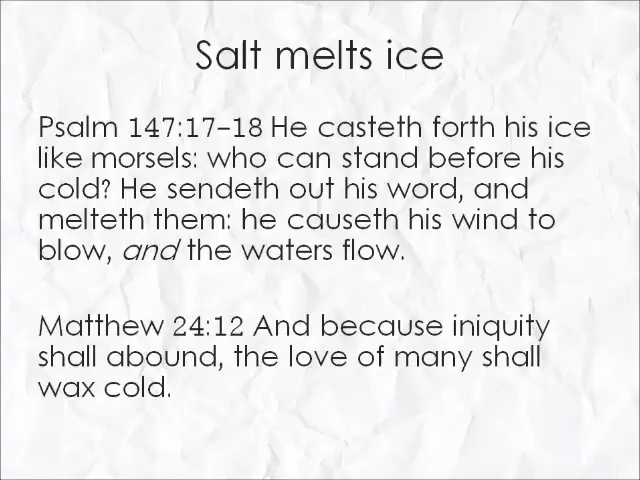 Salt melts ice
Psalm 147:17-18 He casteth forth his ice
like morsels: who can stand before his
cold? He sendeth out his word, and
melteth them: he causeth his wind to
blow, and the waters flow.
Matthew 24:12 And because iniquity
shall abound, the love of many shall
wax cold.